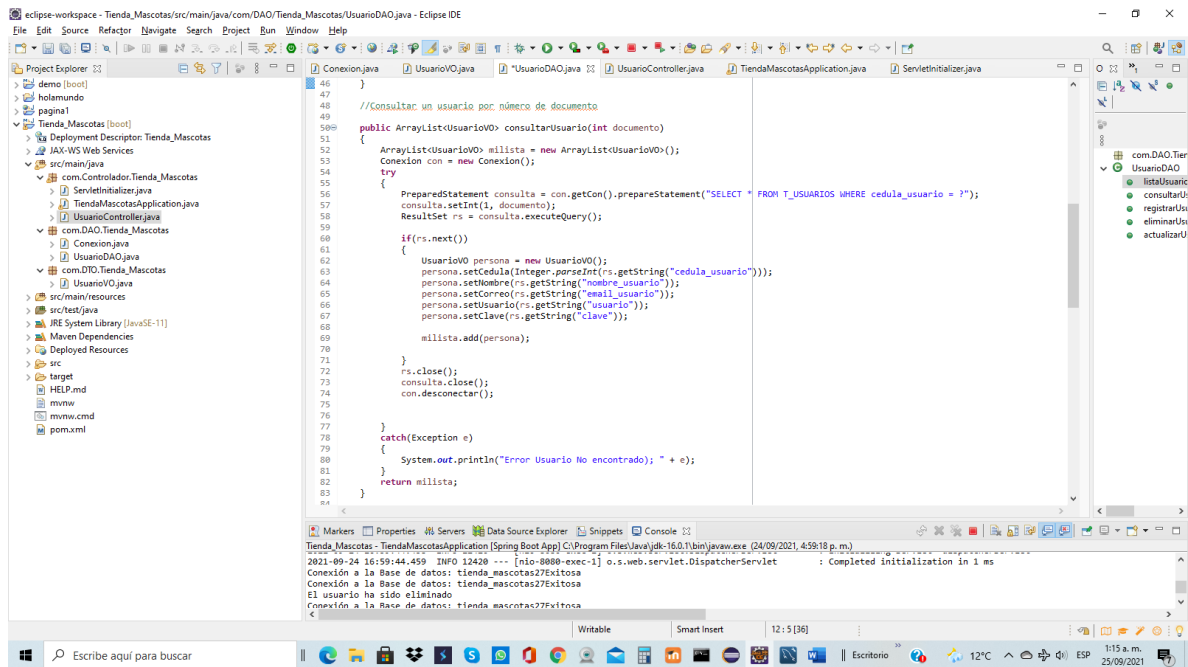 eclipse-workspace - Tienda_Mascotas/src/main/java/com/DAO/Tienda_Mascotas/UsuarioDAO.java - Eclipse IDE
File Edit Source Refactor Navigate Search Project Run Window Help
Project Explorer
demo [boot]
holamundo
pagina1
Tienda_Mascotas [boot]
Deployment Descriptor: Tienda_Mascotas
JAX-WS Web Services
src/main/java
com.Controlador.Tienda_Mascotas
ServletInitializer.java
TiendaMascotasApplication.java
UsuarioController.java
com.DAO.Tienda_Mascotas
Conexion.java
UsuarioDAO.java
com.DTO.Tienda_Mascotas
UsuarioVO.java
src/main/resources
src/test/java
JRE System Library [JavaSE-11]
Maven Dependencies
Deployed Resources
src
target
HELP.md
mvnw
mvnw.cmd
pom.xml
Conexion.java UsuarioVO.java *UsuarioDAO.java UsuarioController.java TiendaMascotasApplication.java ServletInitializer.java
46 }
47
48 //Consultar un usuario por número de documento
49
50 public ArrayList<UsuarioVO> consultarUsuario(int documento)
51 {
52 ArrayList<UsuarioVO> milista = new ArrayList<UsuarioVO>();
53 Conexion con = new Conexion();
54 try
55 {
56 PreparedStatement consulta = con.getCon().prepareStatement("SELECT * FROM T_USUARIOS WHERE cedula_usuario = ?");
57 consulta.setInt(1, documento);
58 ResultSet rs = consulta.executeQuery();
59
60 if(rs.next())
61 {
62 UsuarioVO persona = new UsuarioVO();
63 persona.setCedula(Integer.parseInt(rs.getString("cedula_usuario")));
64 persona.setNombre(rs.getString("nombre_usuario"));
65 persona.setCorreo(rs.getString("email_usuario"));
66 persona.setUsuario(rs.getString("usuario"));
67 persona.setClave(rs.getString("clave"));
68
69 milista.add(persona);
70
71 }
72 rs.close();
73 consulta.close();
74 con.desconectar();
75
76
77 }
78 catch(Exception e)
79 {
80 System.out.println("Error Usuario No encontrado); " + e);
81 }
82 return milista;
83 }
84
com.DAO.Tien
UsuarioDAO
listaUsuaric
consultarUs
registrarUsu
eliminarUsu
actualizarU
Markers Properties Servers Data Source Explorer Snippets Console
Tienda_Mascotas - TiendaMascotasApplication [Spring Boot App] C:\Program Files\Java\jdk-16.0.1\bin\javaw.exe (24/09/2021, 4:59:18 p. m.)
2021-09-24 16:59:44.459 INFO 12420 --- [nio-8080-exec-1] o.s.web.servlet.DispatcherServlet : Completed initialization in 1 ms
Conexión a la Base de datos: tienda_mascotas27Exitosa
Conexión a la Base de datos: tienda_mascotas27Exitosa
El usuario ha sido eliminado
Conexión a la Base de datos: tienda_mascotas27Exitosa
Writable Smart Insert 12 : 5 [36]
Escribe aquí para buscar
Escritorio 12°C ESP 1:15 a. m.
25/09/2021